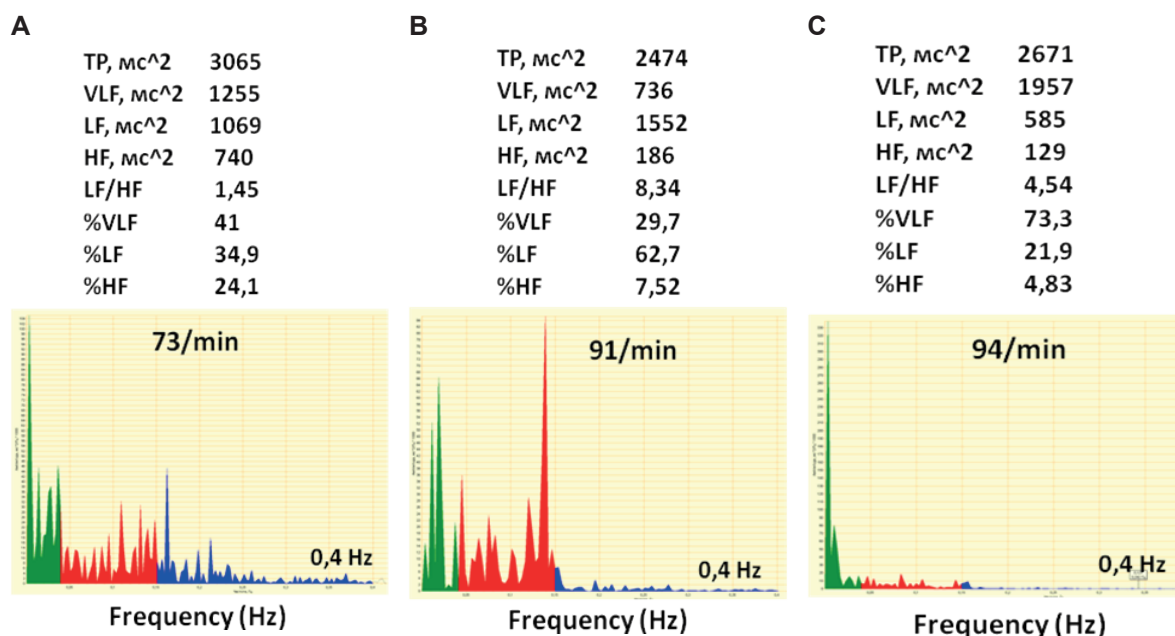 A
TP, мс^2 3065
VLF, мс^2 1255
LF, мс^2 1069
HF, мс^2 740
LF/HF 1,45
%VLF 41
%LF 34,9
%HF 24,1
73/min
0,4 Hz
Frequency (Hz)
B
TP, мс^2 2474
VLF, мс^2 736
LF, мс^2 1552
HF, мс^2 186
LF/HF 8,34
%VLF 29,7
%LF 62,7
%HF 7,52
91/min
0,4 Hz
Frequency (Hz)
C
TP, мс^2 2671
VLF, мс^2 1957
LF, мс^2 585
HF, мс^2 129
LF/HF 4,54
%VLF 73,3
%LF 21,9
%HF 4,83
94/min
0,4 Hz
Frequency (Hz)